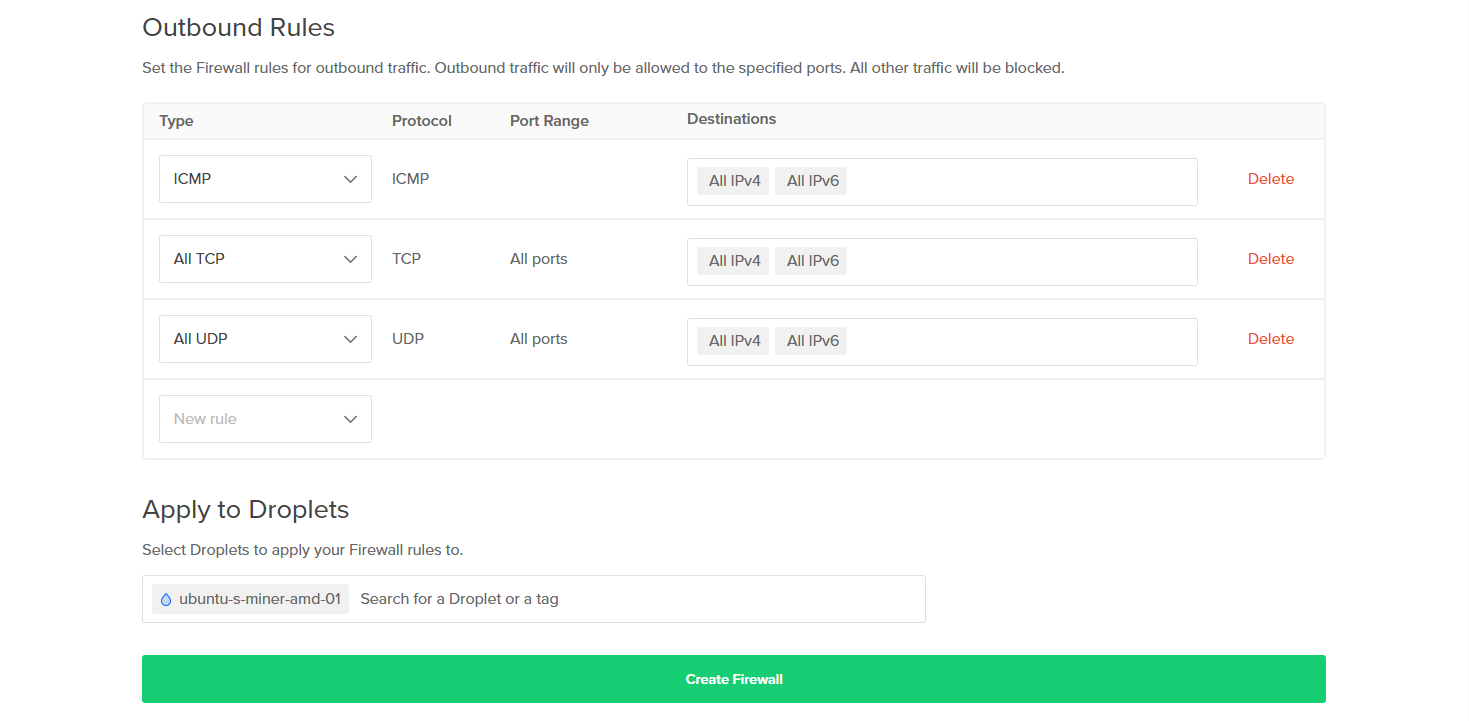 Outbound Rules
Set the Firewall rules for outbound traffic. Outbound traffic will only be allowed to the specified ports. All other traffic will be blocked.
Type Protocol Port Range Destinations
ICMP ICMP All IPv4 All IPv6 Delete
All TCP TCP All ports All IPv4 All IPv6 Delete
All UDP UDP All ports All IPv4 All IPv6 Delete
New rule
Apply to Droplets
Select Droplets to apply your Firewall rules to.
ubuntu-s-miner-amd-01 Search for a Droplet or a tag
Create Firewall